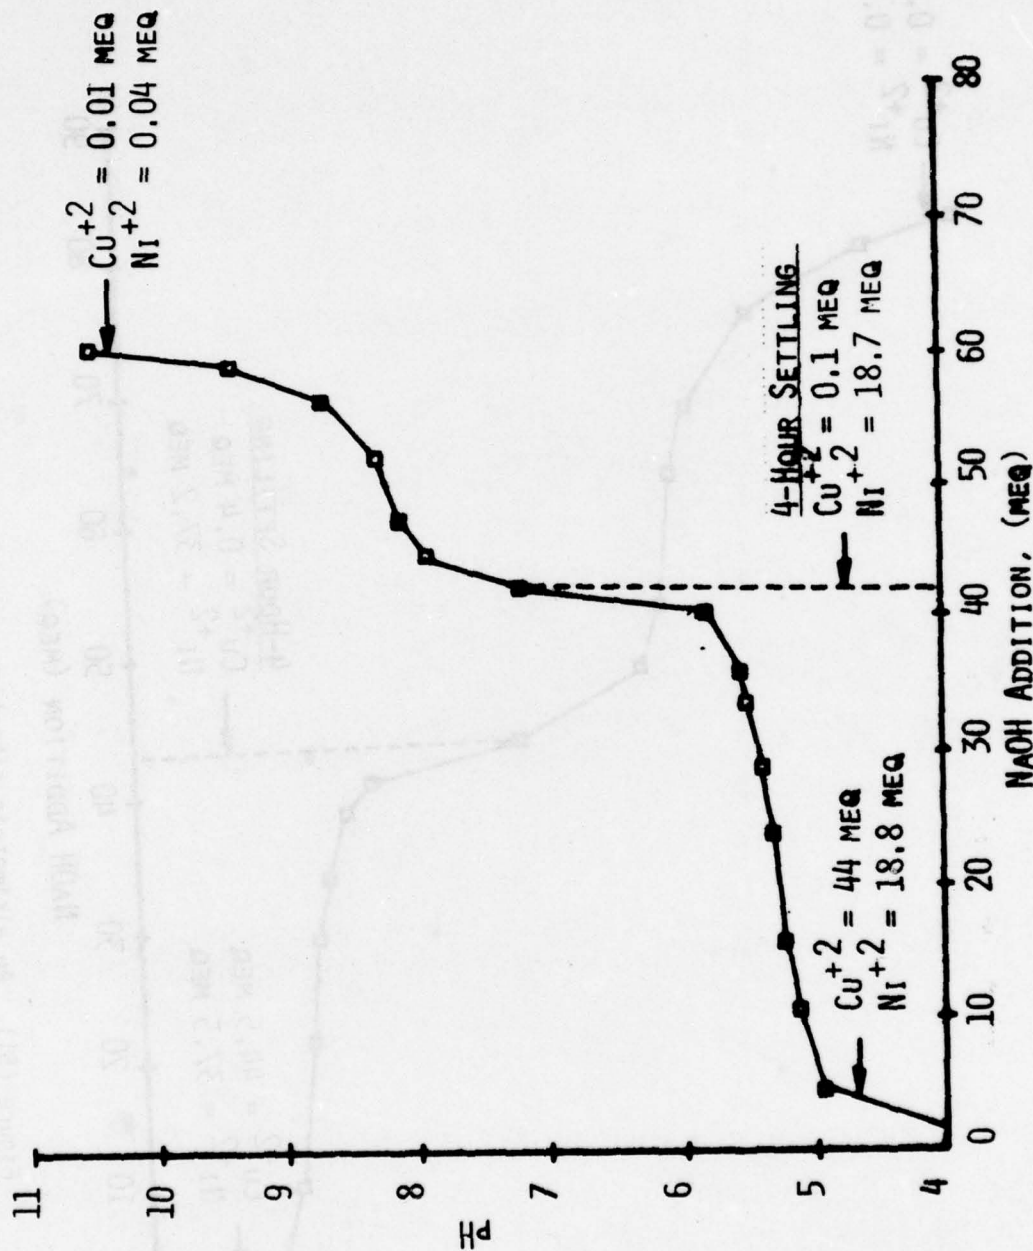 Cu+2 = 0.01 MEQ
Ni+2 = 0.04 MEQ
11
10
9
8
7
6
5
4
PH
4-HOUR SETTLING
Cu+2 = 0.1 MEQ
Ni+2 = 18.7 MEQ
Cu+2 = 44 MEQ
Ni+2 = 18.8 MEQ
0
10
20
30
40
50
60
70
80
NAOH ADDITION, (MEQ)